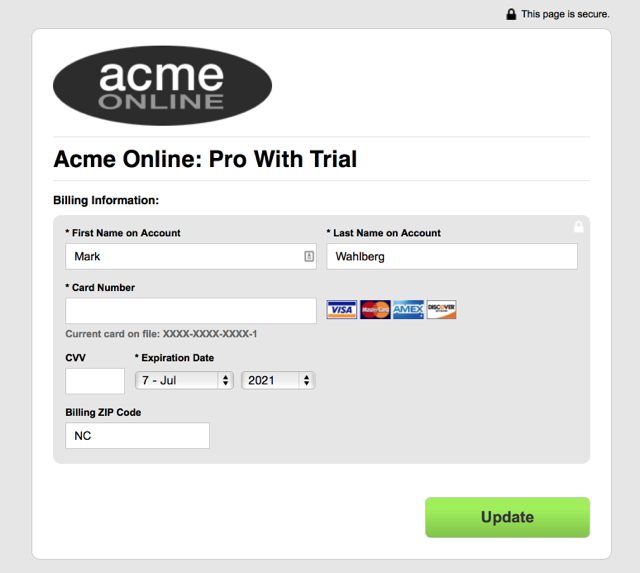 This page is secure.
acme
ONLINE
Acme Online: Pro With Trial
Billing Information:
* First Name on Account * Last Name on Account
Mark Wahlberg
* Card Number
VISA MasterCard AMEX DISCOVER
Current card on file: XXXX-XXXX-XXXX-1
CVV * Expiration Date
7 - Jul 2021
Billing ZIP Code
NC
Update